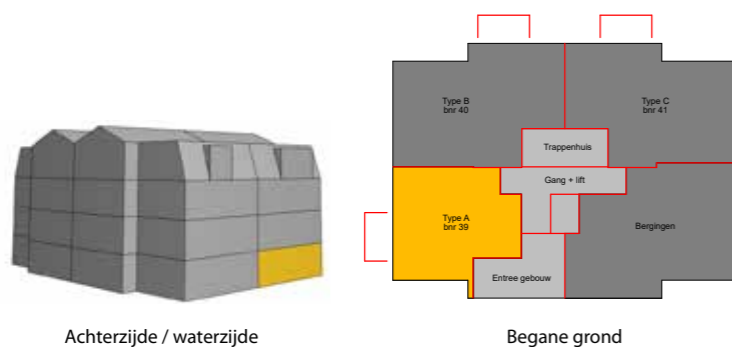 Type B
bnr 40
Type C
bnr 41
Trappenhuis
Gang + lift
Type A
bnr 39
Bergingen
Entree gebouw
Achterzijde / waterzijde
Begane grond